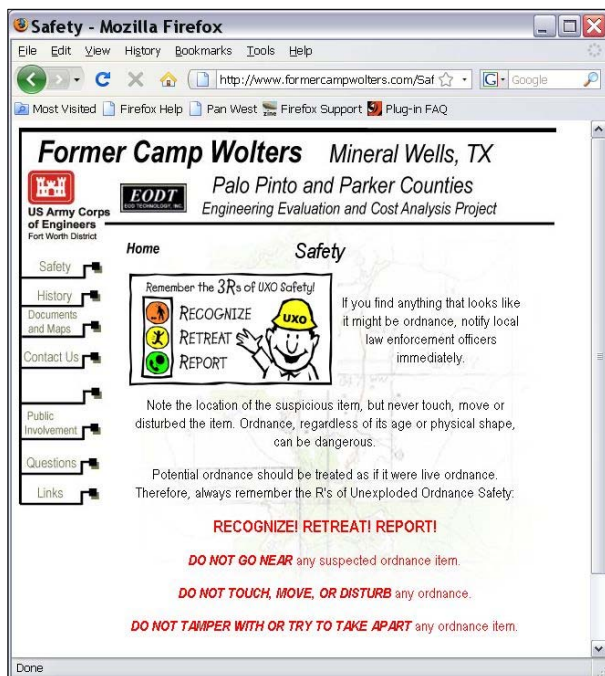 Safety - Mozilla Firefox
File Edit View History Bookmarks Tools Help
http://www.formercampwolters.com/Saf G Google
Most Visited Firefox Help Pan West Firefox Support Plug-in FAQ
Former Camp Wolters Mineral Wells, TX
Palo Pinto and Parker Counties
Engineering Evaluation and Cost Analysis Project
EODT
EOD TECHNOLOGY, INC.
US Army Corps
of Engineers
Fort Worth District
Home
Safety
Safety
History
Documents
and Maps
Contact Us
Public
Involvement
Questions
Links
Remember the 3Rs of UXO Safety!
RECOGNIZE
RETREAT
REPORT
UXO
If you find anything that looks like
it might be ordnance, notify local
law enforcement officers
immediately.
Note the location of the suspicious item, but never touch, move or
disturbed the item. Ordnance, regardless of its age or physical shape,
can be dangerous.
Potential ordnance should be treated as if it were live ordnance.
Therefore, always remember the R's of Unexploded Ordnance Safety:
RECOGNIZE! RETREAT! REPORT!
DO NOT GO NEAR any suspected ordnance item.
DO NOT TOUCH, MOVE, OR DISTURB any ordnance.
DO NOT TAMPER WITH OR TRY TO TAKE APART any ordnance item.
Done